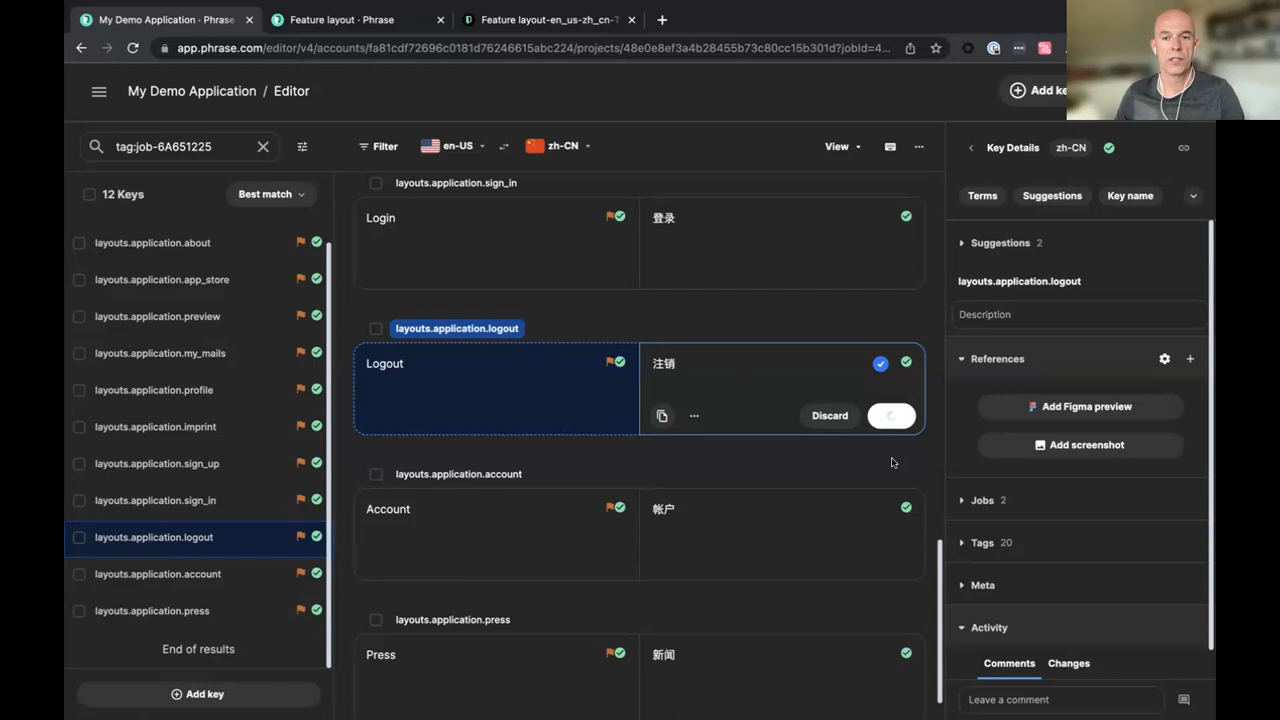 My Demo Application - Phrase
Feature layout · Phrase
Feature layout-en_us-zh_cn-T
app.phrase.com/editor/v4/accounts/fa81cdf72696c0181d76246615abc224/projects/48e0e8ef3a4b28455b73c80cc15b301d?jobId=4...
My Demo Application / Editor
Add ke
tag:job-6A651225
Filter
en-US
zh-CN
View
Key Details
zh-CN
12 Keys
Best match
Terms
Suggestions
Key name
layouts.application.about
layouts.application.app_store
layouts.application.preview
layouts.application.my_mails
layouts.application.profile
layouts.application.imprint
layouts.application.sign_up
layouts.application.sign_in
layouts.application.logout
layouts.application.account
layouts.application.press
End of results
Add key
layouts.application.sign_in
Login
登录
layouts.application.logout
Logout
注销
Discard
layouts.application.account
Account
帐户
layouts.application.press
Press
新闻
Suggestions 2
layouts.application.logout
Description
References
Add Figma preview
Add screenshot
Jobs 2
Tags 20
Meta
Activity
Comments
Changes
Leave a comment